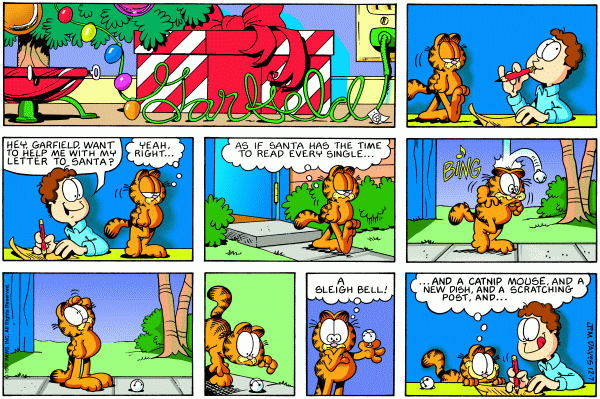 Garfield
HEY, GARFIELD, WANT
TO HELP ME WITH MY
LETTER TO SANTA?
YEAH,
RIGHT...
AS IF SANTA HAS THE TIME
TO READ EVERY SINGLE...
BING
A
SLEIGH BELL!
...AND A CATNIP MOUSE, AND A
NEW DISH, AND A SCRATCHING
POST, AND...
JIM DAVIS